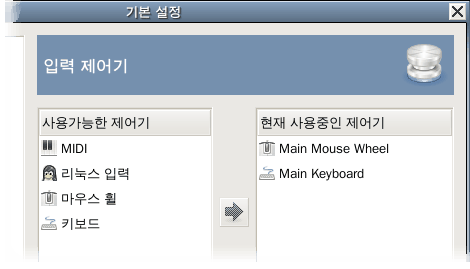 기본 설정
입력 제어기
사용가능한 제어기
MIDI
리눅스 입력
마우스 휠
키보드
현재 사용중인 제어기
Main Mouse Wheel
Main Keyboard